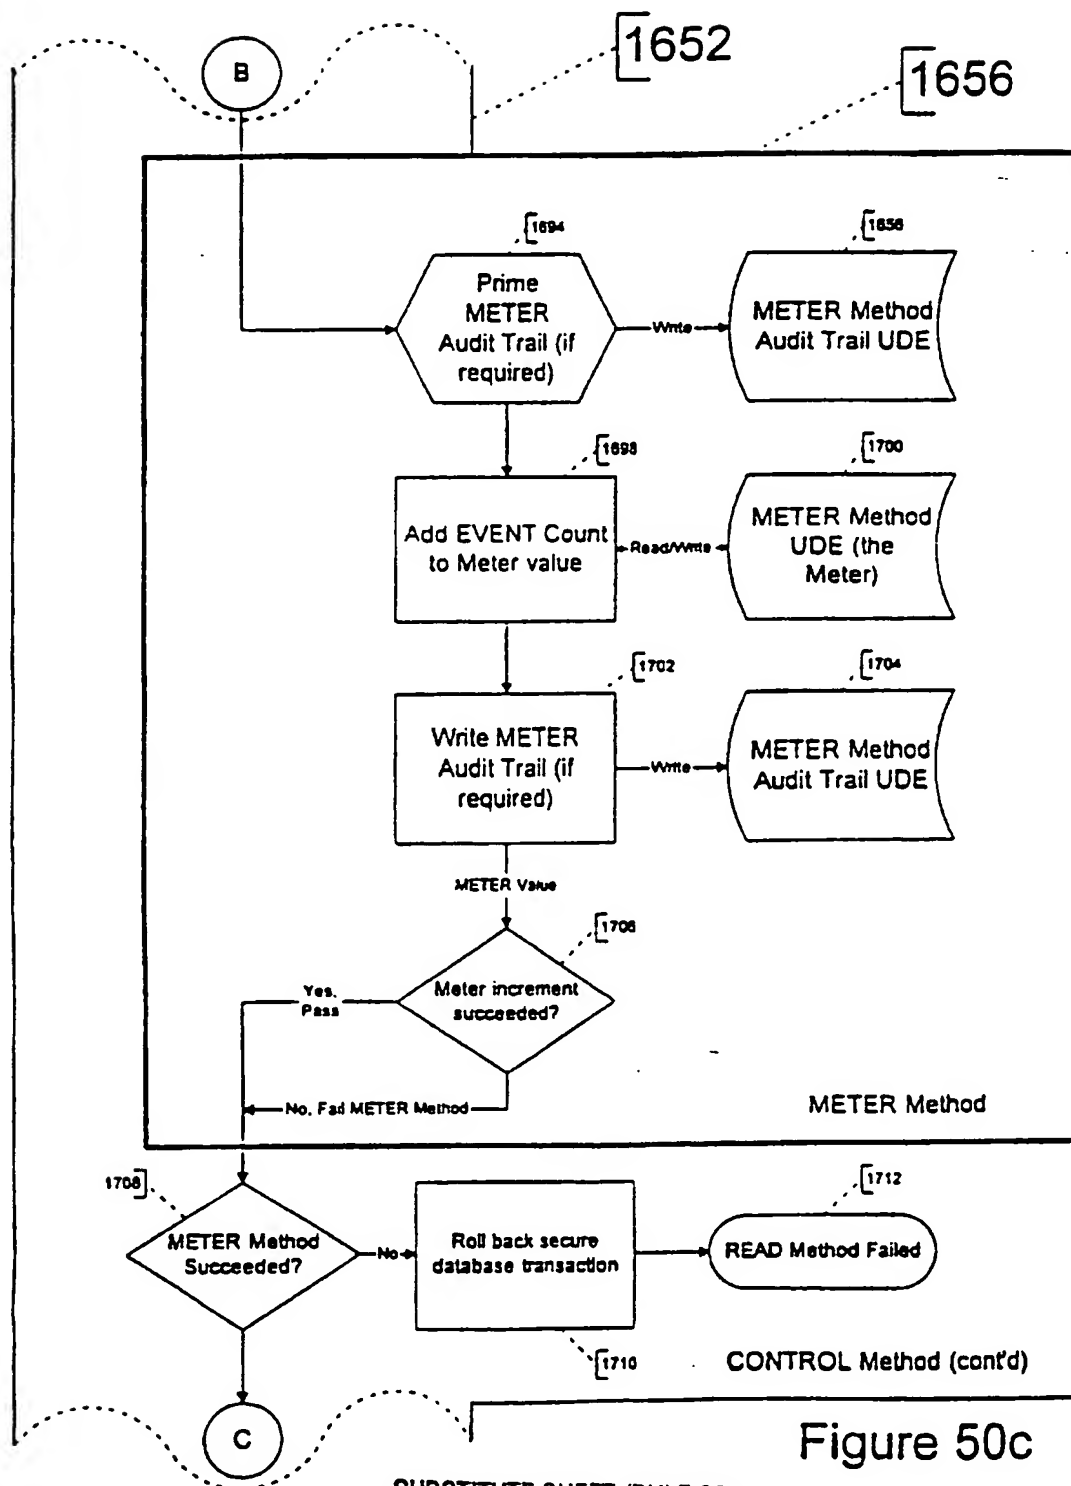 B
1652
1656
1694
Prime
METER
Audit Trail (if
required)
Write
1656
METER Method
Audit Trail UDE
1698
Add EVENT Count
to Meter value
Read/Write
1700
METER Method
UDE (the
Meter)
1702
Write METER
Audit Trail (if
required)
Write
1704
METER Method
Audit Trail UDE
METER Value
1706
Meter increment
succeeded?
Yes,
Pass
No, Fail METER Method
METER Method
1708
METER Method
Succeeded?
No
Roll back secure
database transaction
1710
1712
READ Method Failed
CONTROL Method (cont'd)
C
Figure 50c